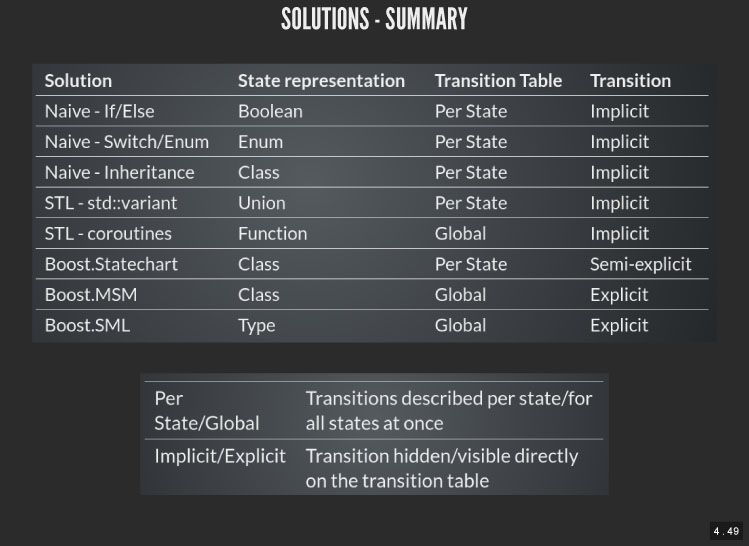 SOLUTIONS - SUMMARY
Solution State representation Transition Table Transition
Naive - If/Else Boolean Per State Implicit
Naive - Switch/Enum Enum Per State Implicit
Naive - Inheritance Class Per State Implicit
STL - std::variant Union Per State Implicit
STL - coroutines Function Global Implicit
Boost.Statechart Class Per State Semi-explicit
Boost.MSM Class Global Explicit
Boost.SML Type Global Explicit
Per Transitions described per state/for
State/Global all states at once
Implicit/Explicit Transition hidden/visible directly
on the transition table
4.49